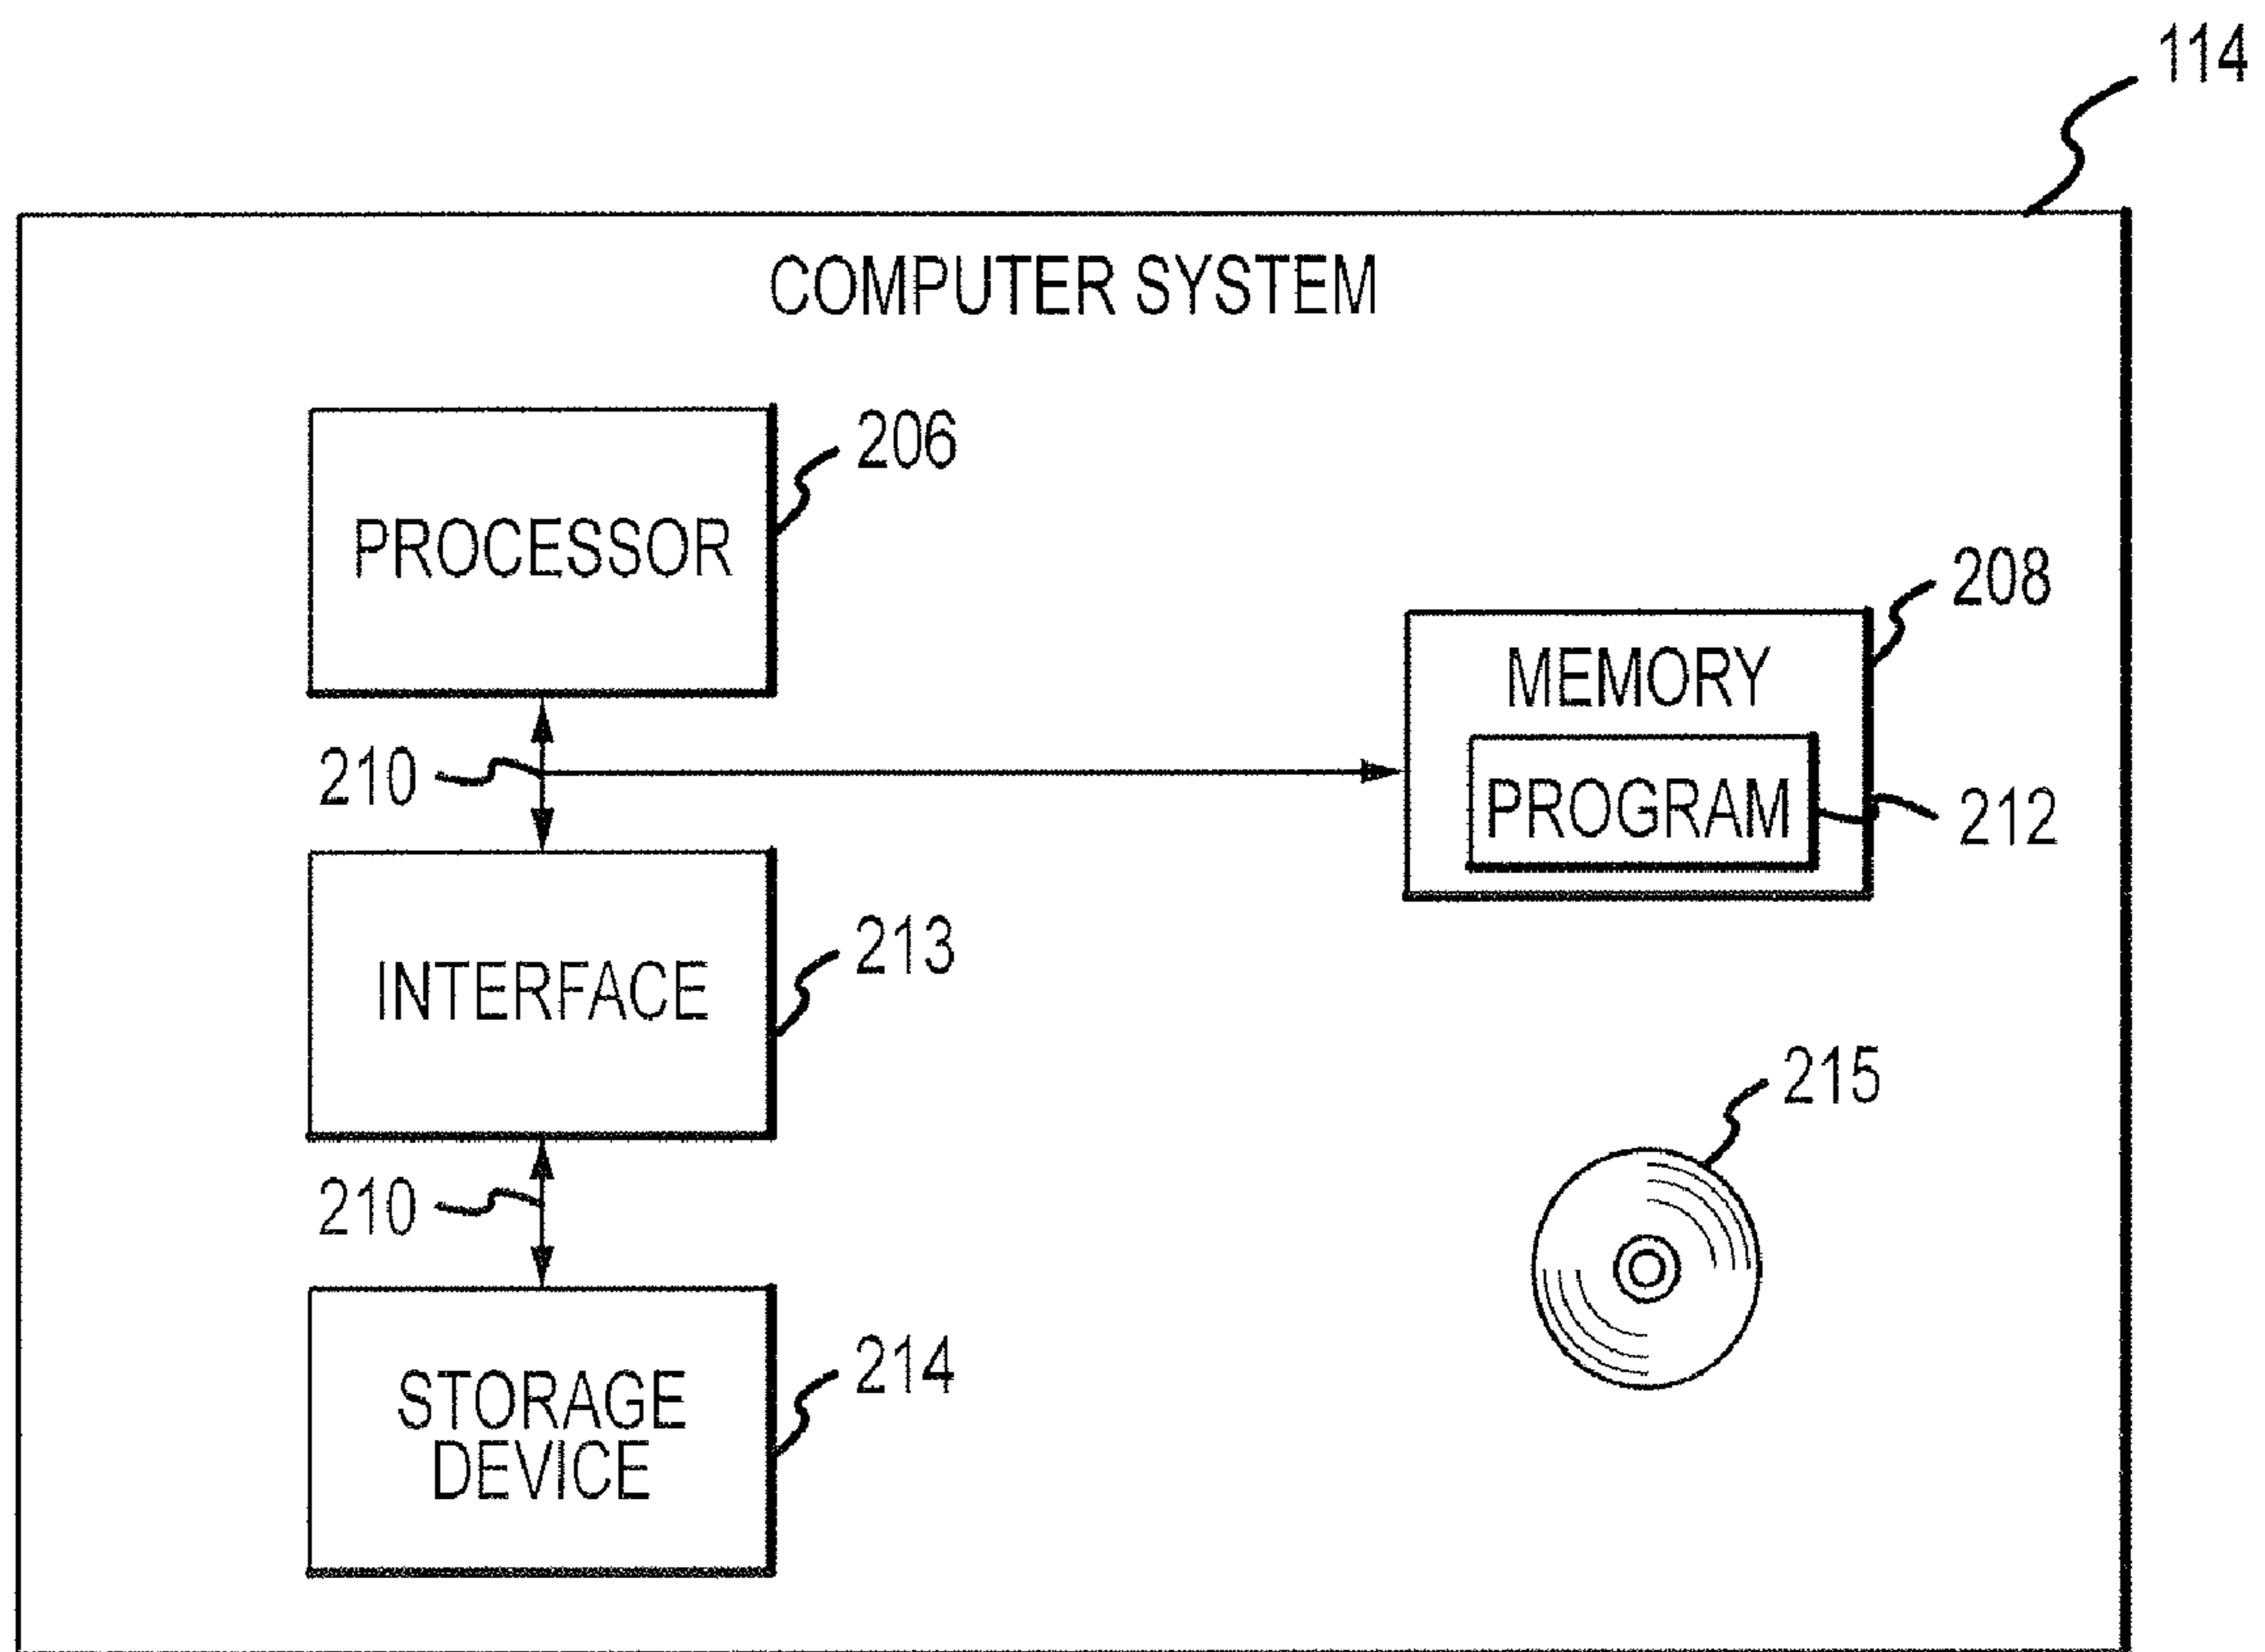 114
COMPUTER SYSTEM
206
PROCESSOR
208
MEMORY
210
PROGRAM
212
213
INTERFACE
215
210
214
STORAGE
DEVICE